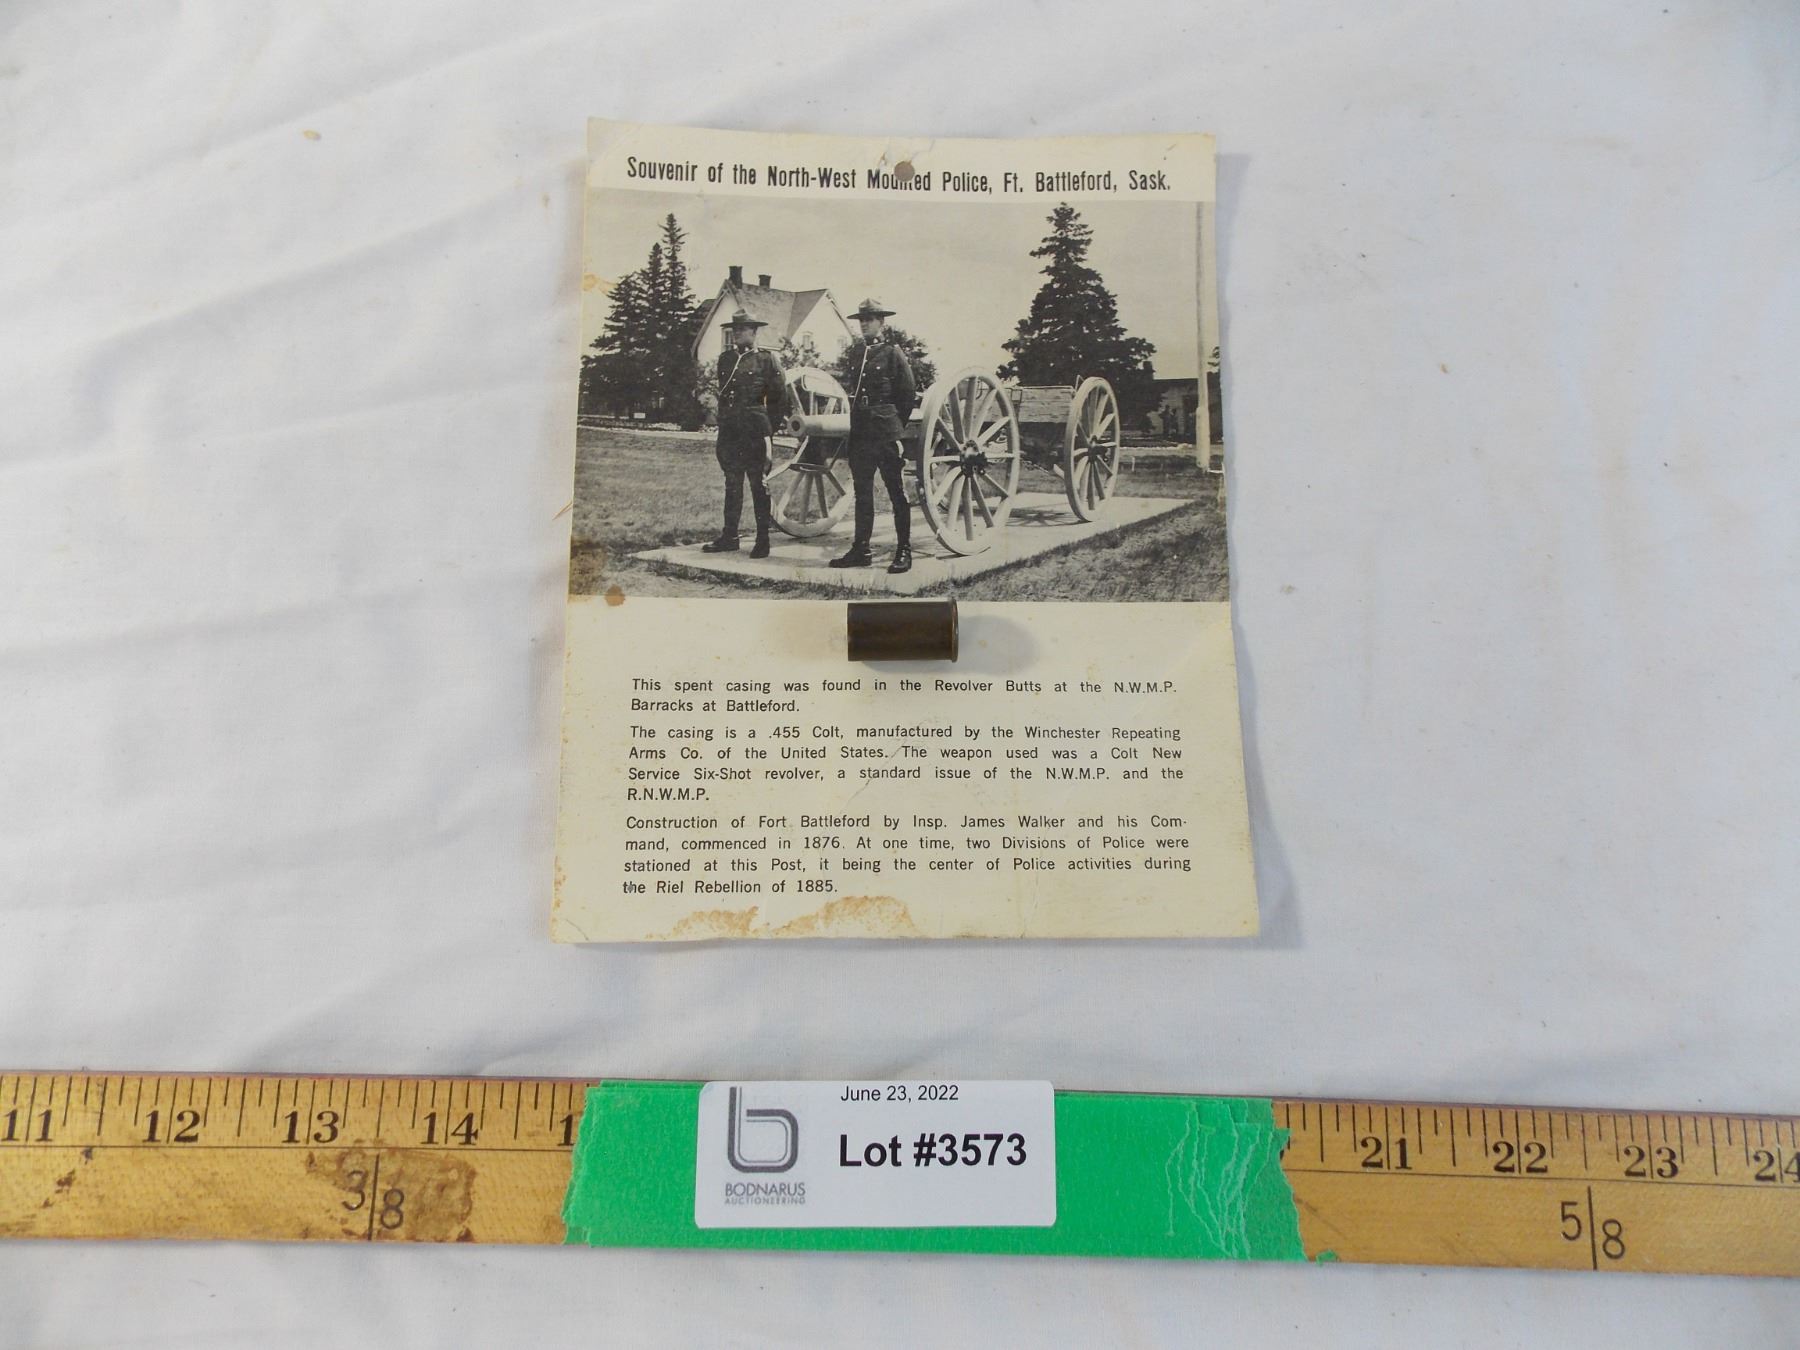 Souvenir of the North-West Mounted Police, Ft. Battleford, Sask.
This spent casing was found in the Revolver Butts at the N.W.M.P.
Barracks at Battleford.
The casing is a .455 Colt, manufactured by the Winchester Repeating
Arms Co. of the United States. The weapon used was a Colt New
Service Six-Shot revolver, a standard issue of the N.W.M.P. and the
R.N.W.M.P.
Construction of Fort Battleford by Insp. James Walker and his Com-
mand, commenced in 1876. At one time, two Divisions of Police were
stationed at this Post, it being the center of Police activities during
the Riel Rebellion of 1885.
11 12 13 14 1 21 22 23 24
3/8 5/8
June 23, 2022
Lot #3573
b
BODNARUS
AUCTIONEERING